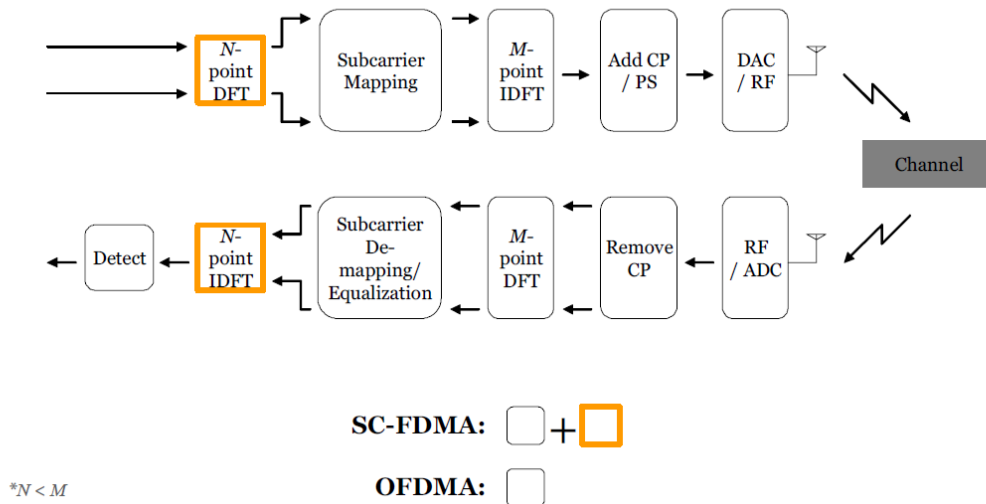 N-
point
DFT
Subcarrier
Mapping
M-
point
IDFT
Add CP
/ PS
DAC
/ RF
Channel
Detect
N-
point
IDFT
Subcarrier
De-
mapping/
Equalization
M-
point
DFT
Remove
CP
RF
/ ADC
SC-FDMA: +
OFDMA:
*N < M